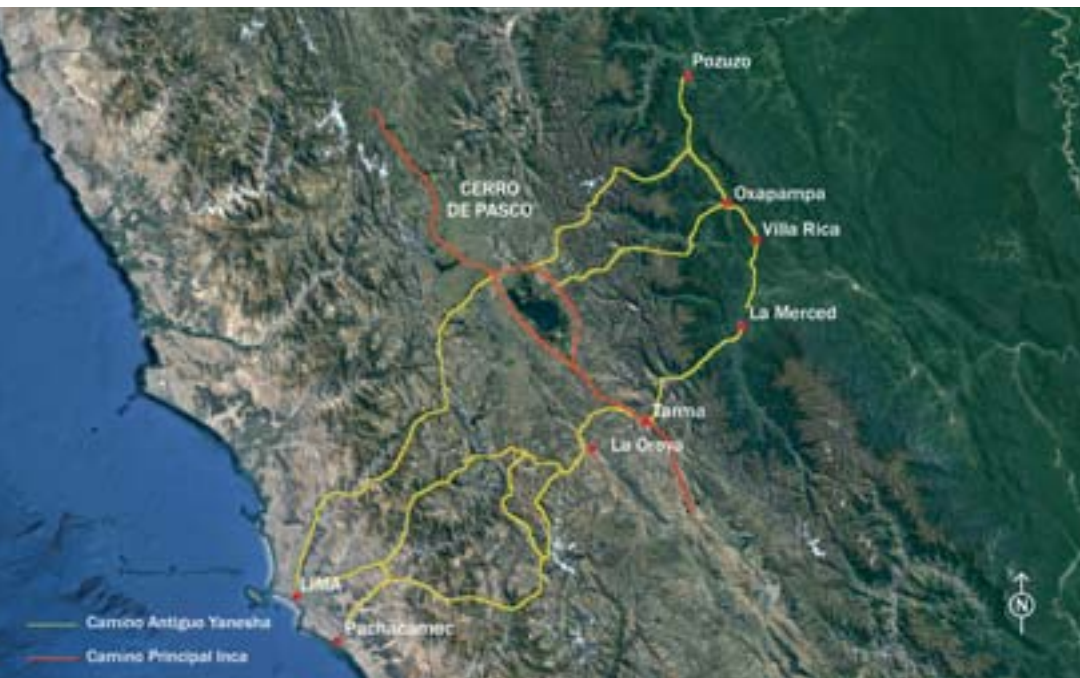 Pozuzo
CERRO
DE PASCO
Oxapampa
Villa Rica
La Merced
Tarma
La Oroya
LIMA
Pachacamac
Camino Antiguo Yanesha
Camino Principal Inca
N